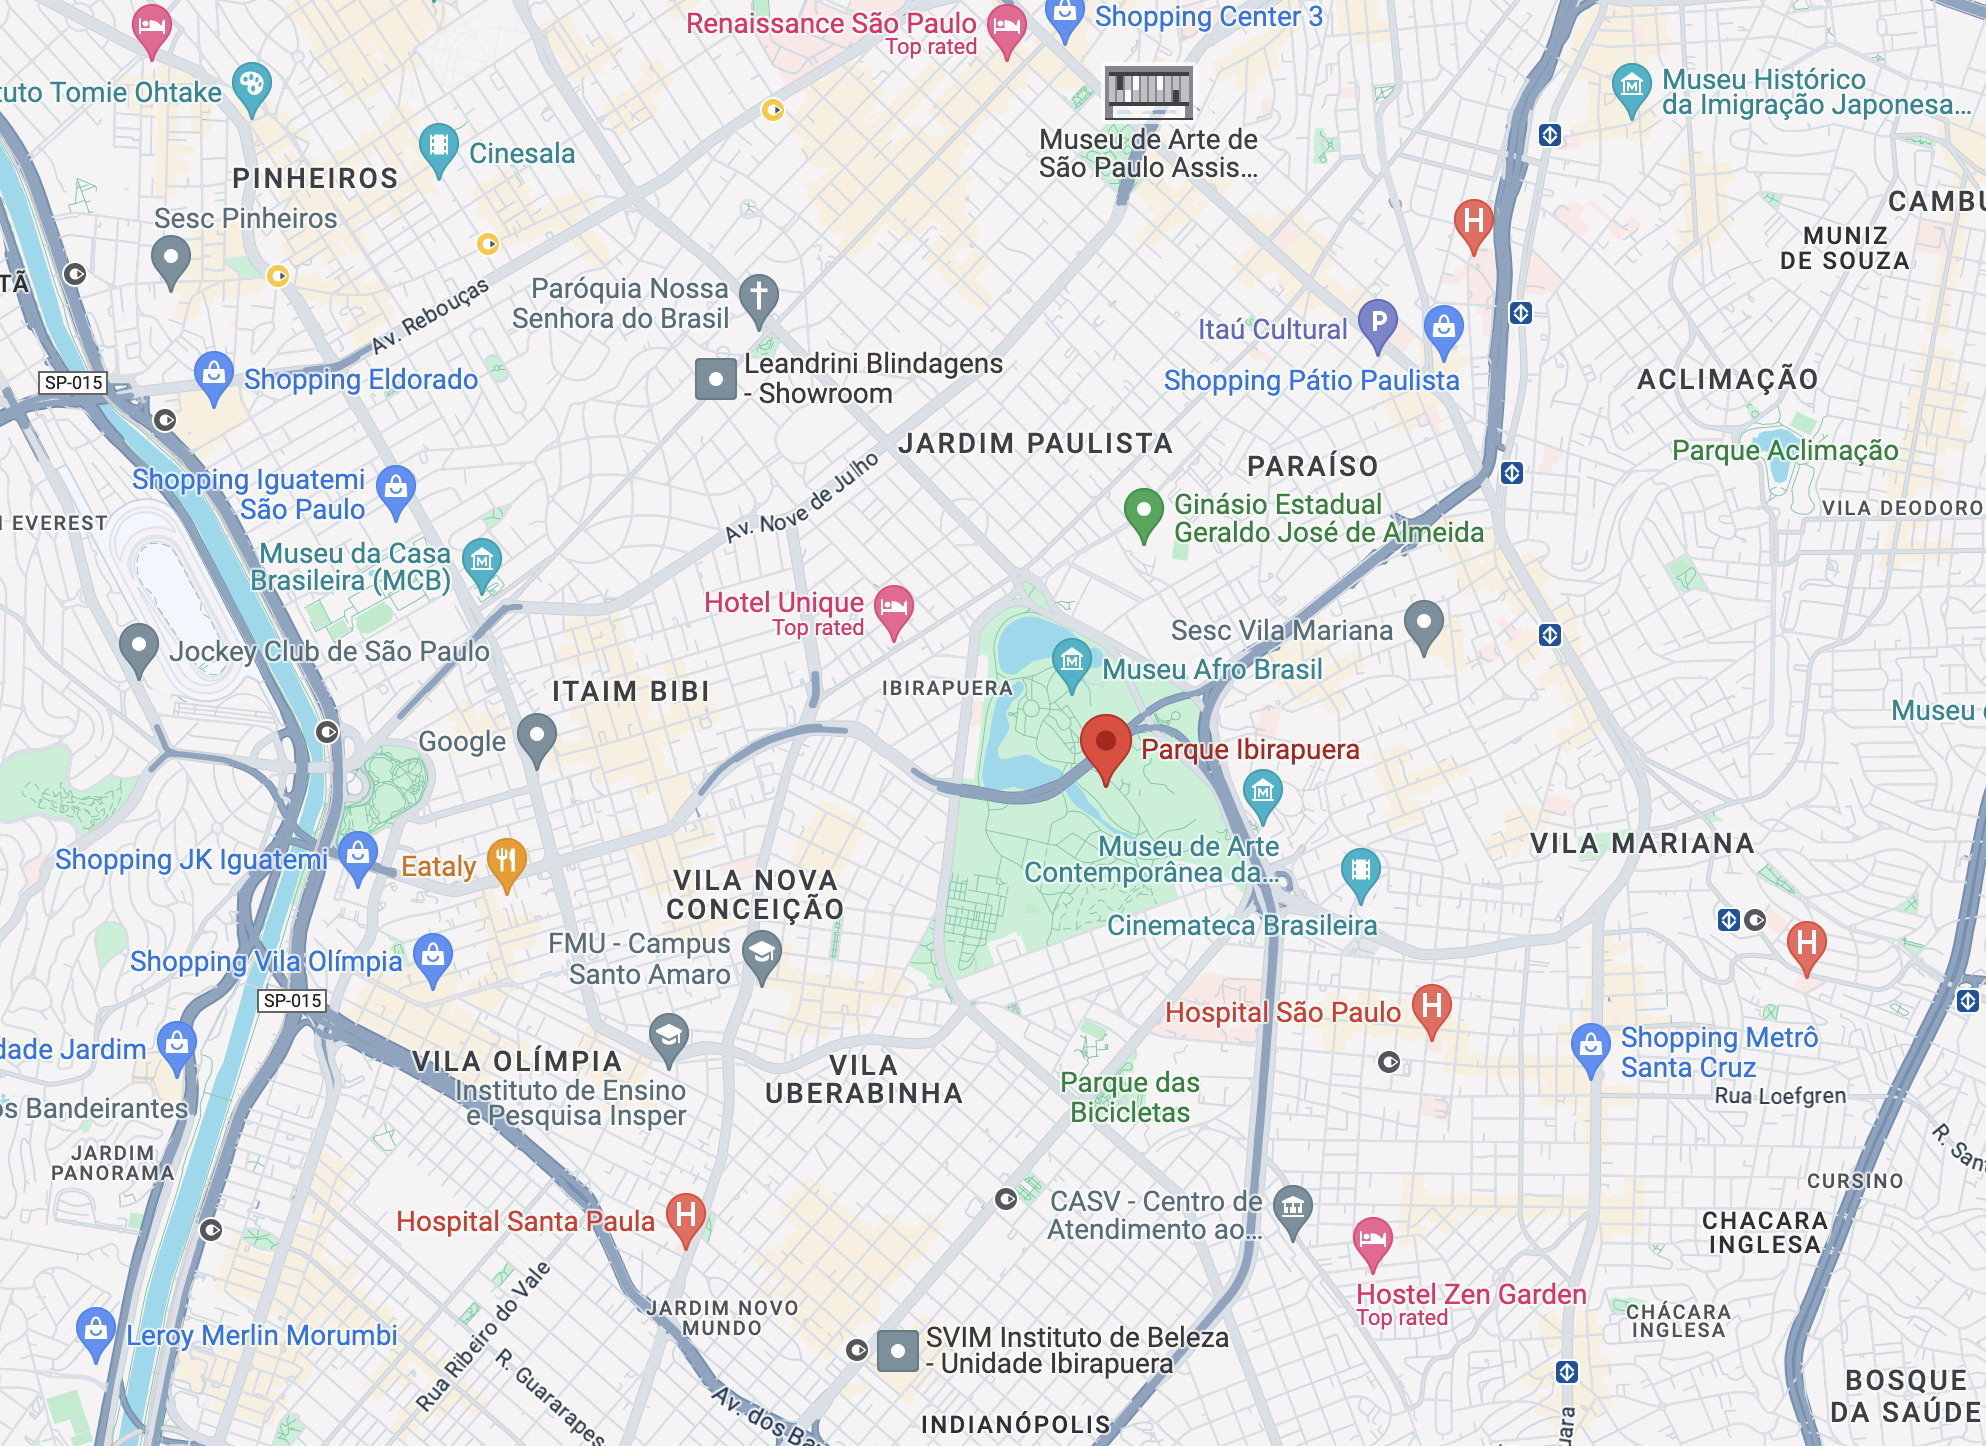 Renaissance São Paulo
Top rated
Shopping Center 3
tuto Tomie Ohtake
Cinesala
Museu de Arte de
São Paulo Assis...
Museu Histórico
da Imigração Japonesa...
PINHEIROS
Sesc Pinheiros
CAMBU
MUNIZ
DE SOUZA
TÃ
Av. Rebouças
Paróquia Nossa
Senhora do Brasil
Itaú Cultural
Shopping Pátio Paulista
SP-015
Shopping Eldorado
Leandrini Blindagens
- Showroom
ACLIMAÇÃO
Parque Aclimação
JARDIM PAULISTA
PARAÍSO
Shopping Iguatemi
São Paulo
Av. Nove de Julho
Ginásio Estadual
Geraldo José de Almeida
VILA DEODORO
EVEREST
Museu da Casa
Brasileira (MCB)
Hotel Unique
Top rated
Sesc Vila Mariana
Jockey Club de São Paulo
Museu Afro Brasil
ITAIM BIBI
IBIRAPUERA
Museu
Google
Parque Ibirapuera
Shopping JK Iguatemi
Eataly
Museu de Arte
Contemporânea da...
VILA MARIANA
VILA NOVA
CONCEIÇÃO
Cinemateca Brasileira
FMU - Campus
Santo Amaro
Shopping Vila Olímpia
SP-015
Hospital São Paulo
Shopping Metrô
Santa Cruz
dade Jardim
VILA OLÍMPIA
Instituto de Ensino
e Pesquisa Insper
VILA
UBERABINHA
Parque das
Bicicletas
Rua Loefgren
os Bandeirantes
R. Sant
JARDIM
PANORAMA
CURSINO
CASV - Centro de
Atendimento ao...
Hospital Santa Paula
CHACARA
INGLESA
Hostel Zen Garden
Top rated
Rua Ribeiro do Vale
JARDIM NOVO
MUNDO
CHÁCARA
INGLESA
Leroy Merlin Morumbi
SVIM Instituto de Beleza
- Unidade Ibirapuera
R. Guararapes
Av. dos Ba
BOSQUE
DA SAÚDE
INDIANÓPOLIS
uara